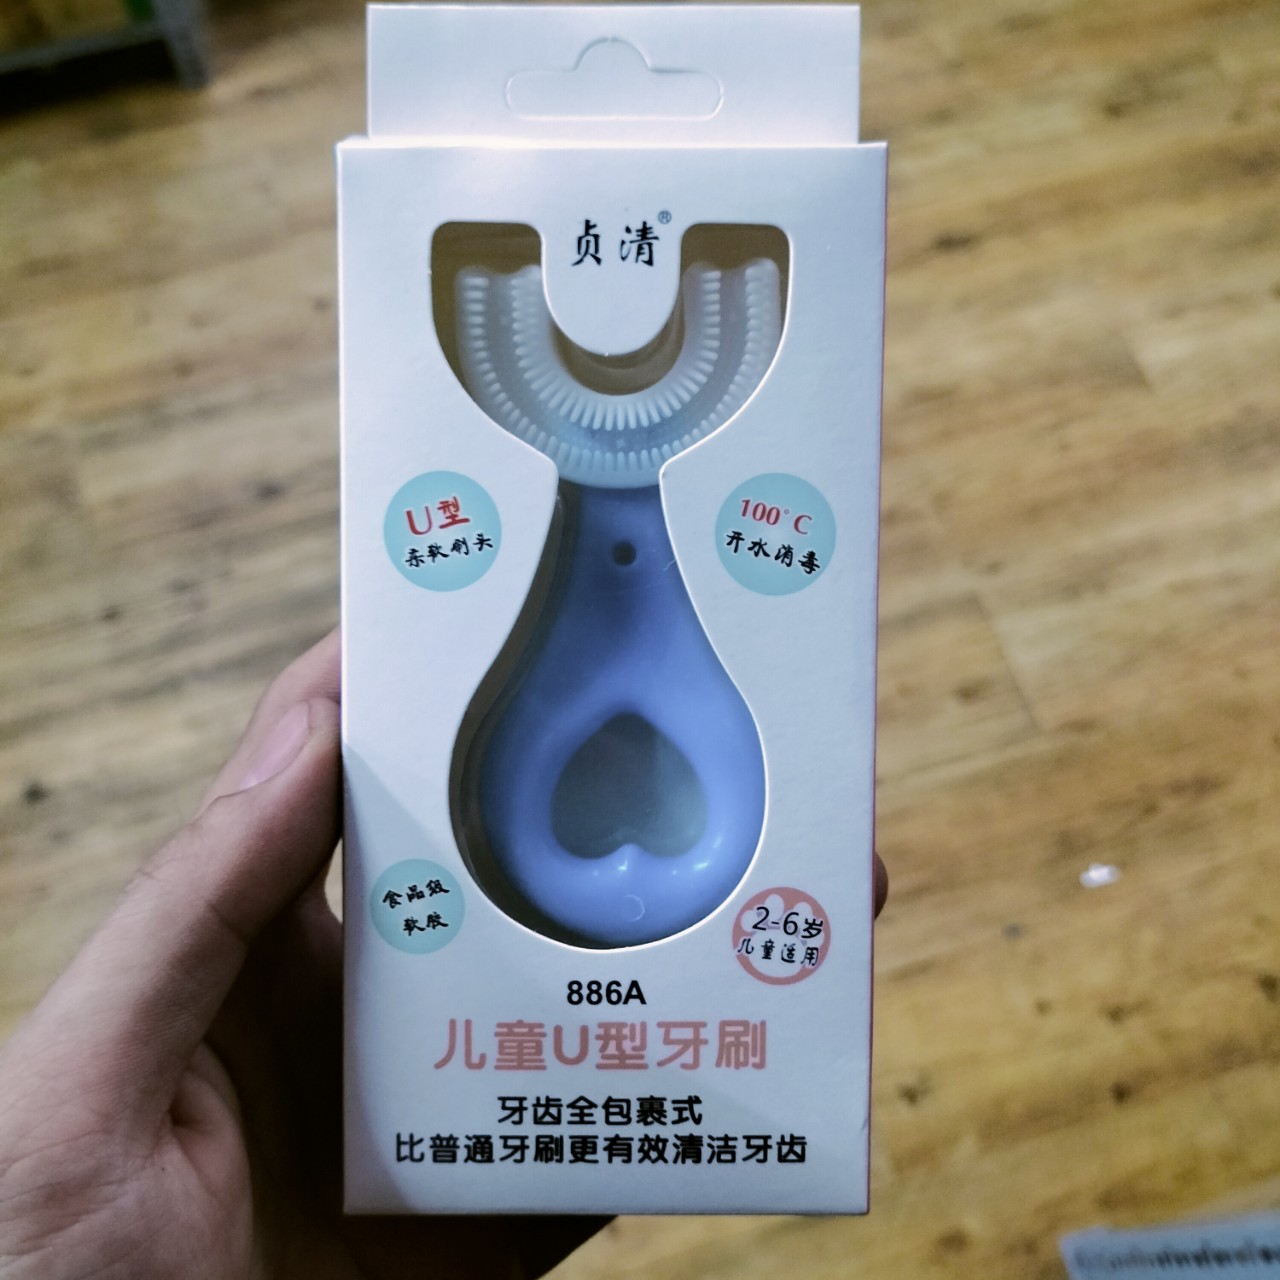 贞清®
U型
柔软刷头
100°C
开水消毒
食品级
软胶
2-6岁
儿童适用
886A
儿童U型牙刷
牙齿全包裹式
比普通牙刷更有效清洁牙齿